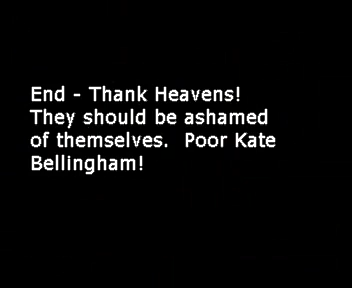 End - Thank Heavens!
They should be ashamed
of themselves.  Poor Kate
Bellingham!